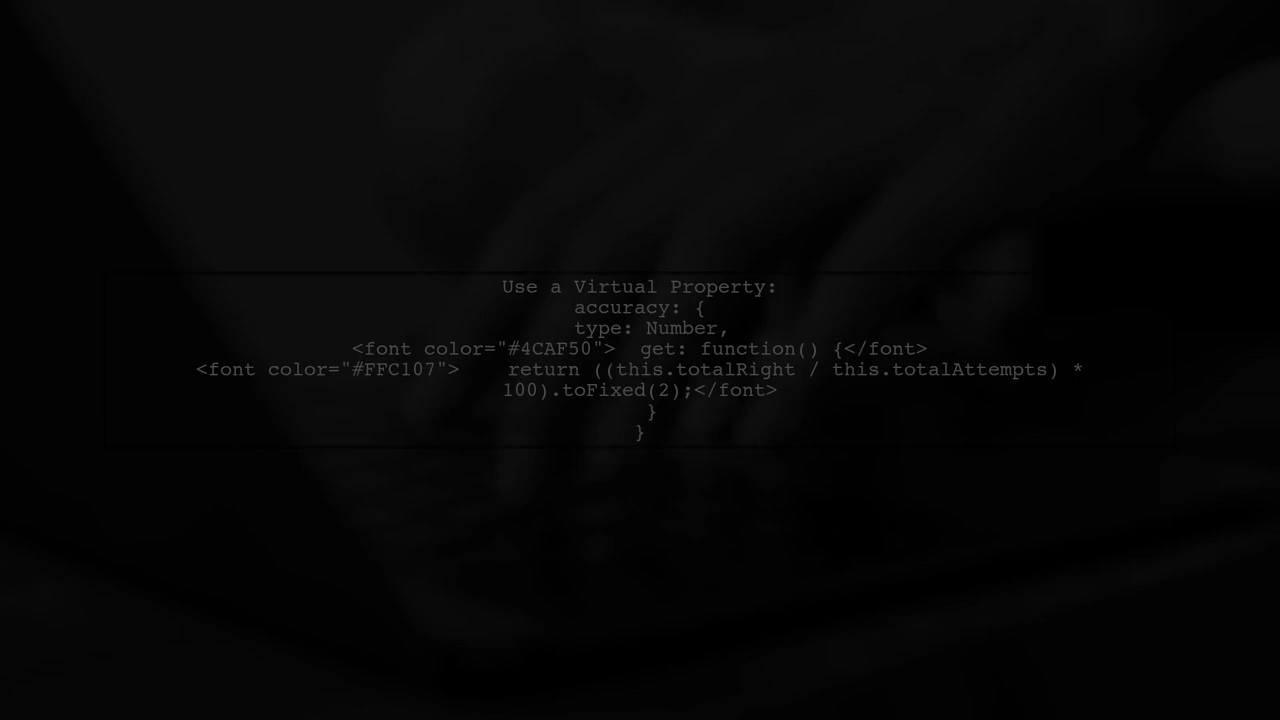 Use a Virtual Property:
accuracy: {
type: Number,
<font color="#4CAF50">  get: function() {</font>
<font color="#FFC107">    return ((this.totalRight / this.totalAttempts) *
100).toFixed(2);</font>
}
}